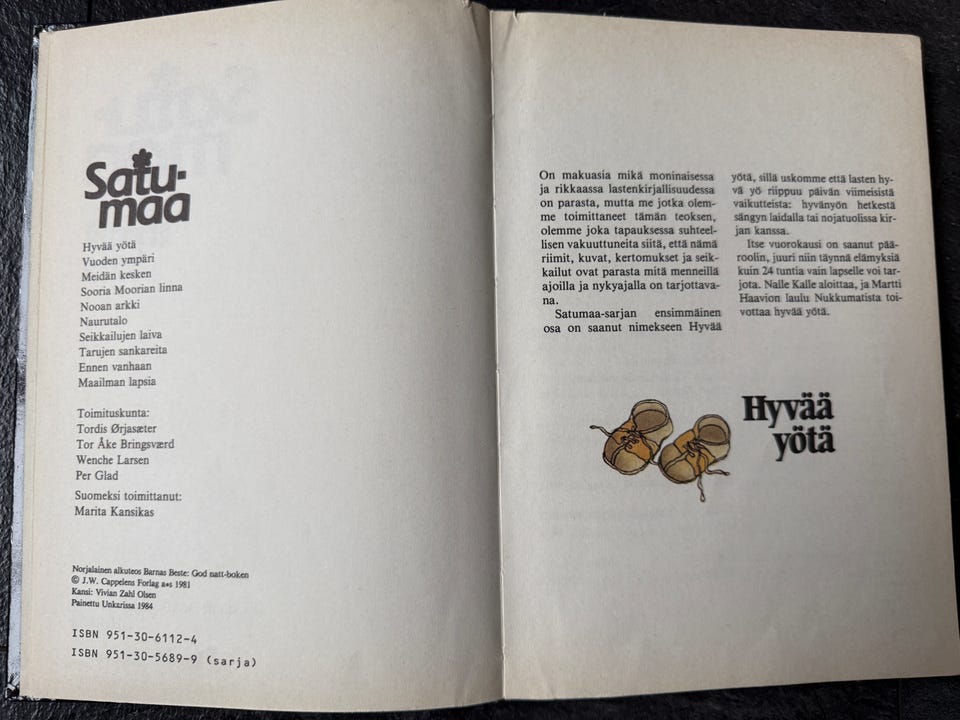 Satu-
maa
Hyvää yötä
Vuoden ympäri
Meidän kesken
Sooria Moorian linna
Nooan arkki
Naurutalo
Seikkailujen laiva
Tarujen sankareita
Ennen vanhaan
Maailman lapsia
Toimituskunta:
Tordis Ørjasæter
Tor Åke Bringsværd
Wenche Larsen
Per Glad
Suomeksi toimittanut:
Marita Kansikas
Norjalainen alkuteos Barnas Beste: God natt-boken
© J.W. Cappelens Forlag a•s 1981
Kansi: Vivian Zahl Olsen
Painettu Unkarissa 1984
ISBN 951-30-6112-4
ISBN 951-30-5689-9 (sarja)
On makuasia mikä moninaisessa
ja rikkaassa lastenkirjallisuudessa
on parasta, mutta me jotka olem-
me toimittaneet tämän teoksen,
olemme joka tapauksessa suhteel-
lisen vakuuttuneita siitä, että nämä
riimit, kuvat, kertomukset ja seik-
kailut ovat parasta mitä menneillä
ajoilla ja nykyajalla on tarjottava-
na.
Satumaa-sarjan ensimmäinen
osa on saanut nimekseen Hyvää
yötä, sillä uskomme että lasten hy-
vä yö riippuu päivän viimeisistä
vaikutteista: hyvänyön hetkestä
sängyn laidalla tai nojatuolissa kir-
jan kanssa.
Itse vuorokausi on saanut pää-
roolin, juuri niin täynnä elämyksiä
kuin 24 tuntia vain lapselle voi tar-
jota. Nalle Kalle aloittaa, ja Martti
Haavion laulu Nukkumatista toi-
vottaa hyvää yötä.
Hyvää
yötä